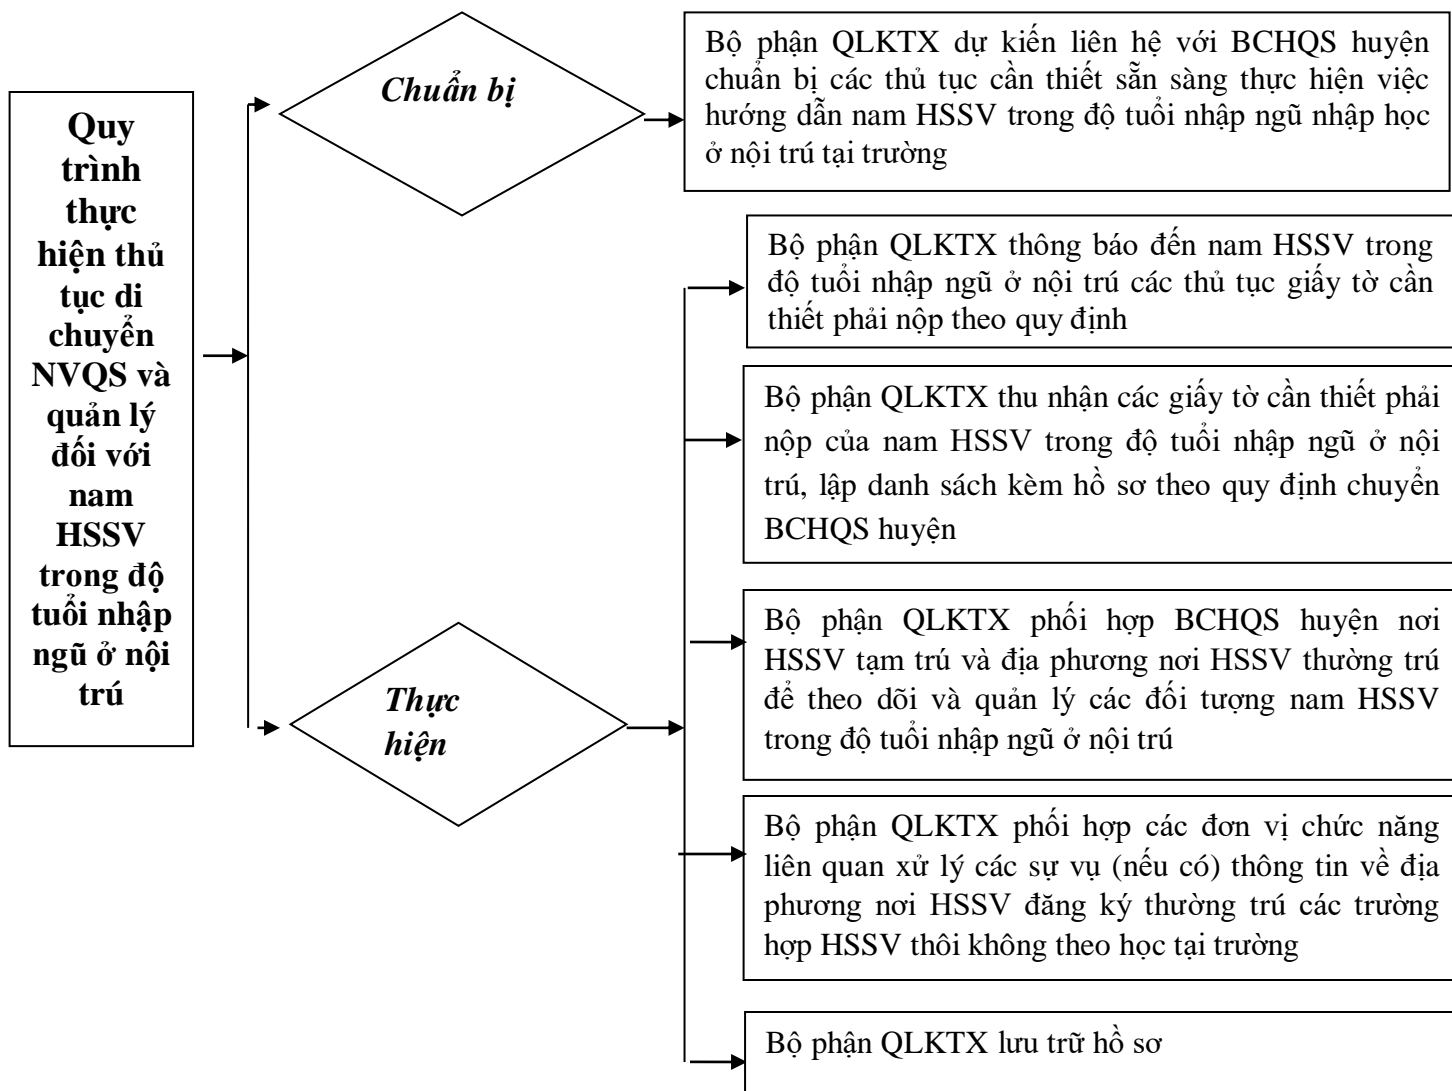 Quy
trình
thực
hiện thủ
tục di
chuyển
NVQS và
quản lý
đối với
nam
HSSV
trong độ
tuổi nhập
ngũ ở nội
trú
Chuẩn bị
Bộ phận QLKTX dự kiến liên hệ với BCHQS huyện
chuẩn bị các thủ tục cần thiết sẵn sàng thực hiện việc
hướng dẫn nam HSSV trong độ tuổi nhập ngũ nhập học
ở nội trú tại trường
Thực
hiện
Bộ phận QLKTX thông báo đến nam HSSV trong
độ tuổi nhập ngũ ở nội trú các thủ tục giấy tờ cần
thiết phải nộp theo quy định
Bộ phận QLKTX thu nhận các giấy tờ cần thiết phải
nộp của nam HSSV trong độ tuổi nhập ngũ ở nội
trú, lập danh sách kèm hồ sơ theo quy định chuyển
BCHQS huyện
Bộ phận QLKTX phối hợp BCHQS huyện nơi
HSSV tạm trú và địa phương nơi HSSV thường trú
để theo dõi và quản lý các đối tượng nam HSSV
trong độ tuổi nhập ngũ ở nội trú
Bộ phận QLKTX phối hợp các đơn vị chức năng
liên quan xử lý các sự vụ (nếu có) thông tin về địa
phương nơi HSSV đăng ký thường trú các trường
hợp HSSV thôi không theo học tại trường
Bộ phận QLKTX lưu trữ hồ sơ